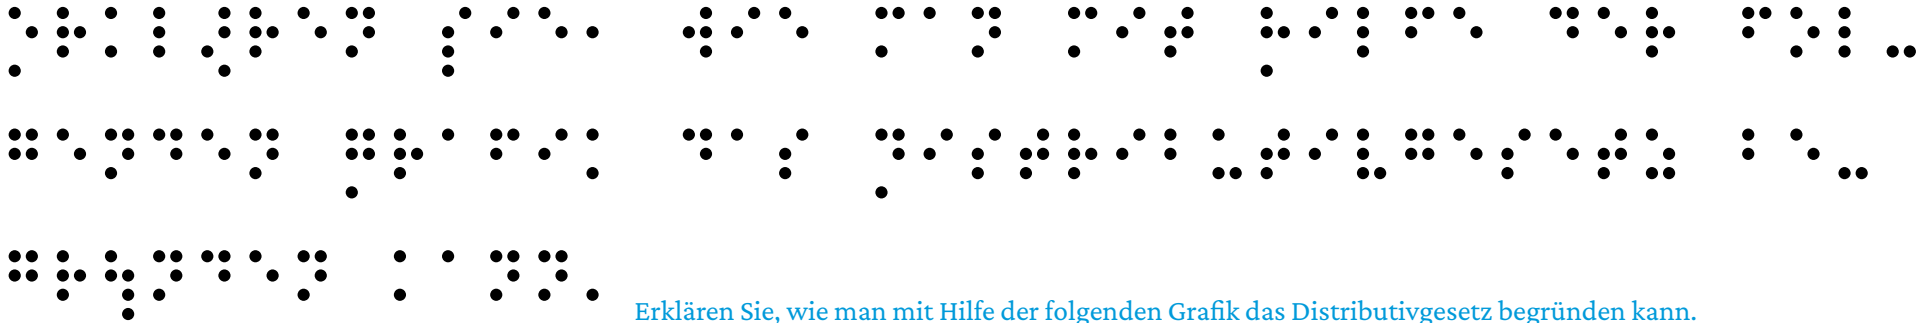 ⡑⠗⠅⠇⢜⠗⠑⠝ ⡎⠊⠑⠂ ⠺⠊⠑ ⠍⠁⠝ ⠍⠊⠞ ⡓⠊⠇⠋⠑ ⠙⠑⠗ ⠋⠕⠇⠤
⠛⠑⠝⠙⠑⠝ ⡛⠗⠁⠋⠊⠅ ⠙⠁⠎ ⡙⠊⠎⠞⠗⠊⠃⠥⠞⠊⠧⠛⠑⠎⠑⠞⠵ ⠃⠑⠤
⠛⠗⢳⠝⠙⠑⠝ ⠅⠁⠝⠝⠄
Erklären Sie, wie man mit Hilfe der folgenden Grafik das Distributivgesetz begründen kann.